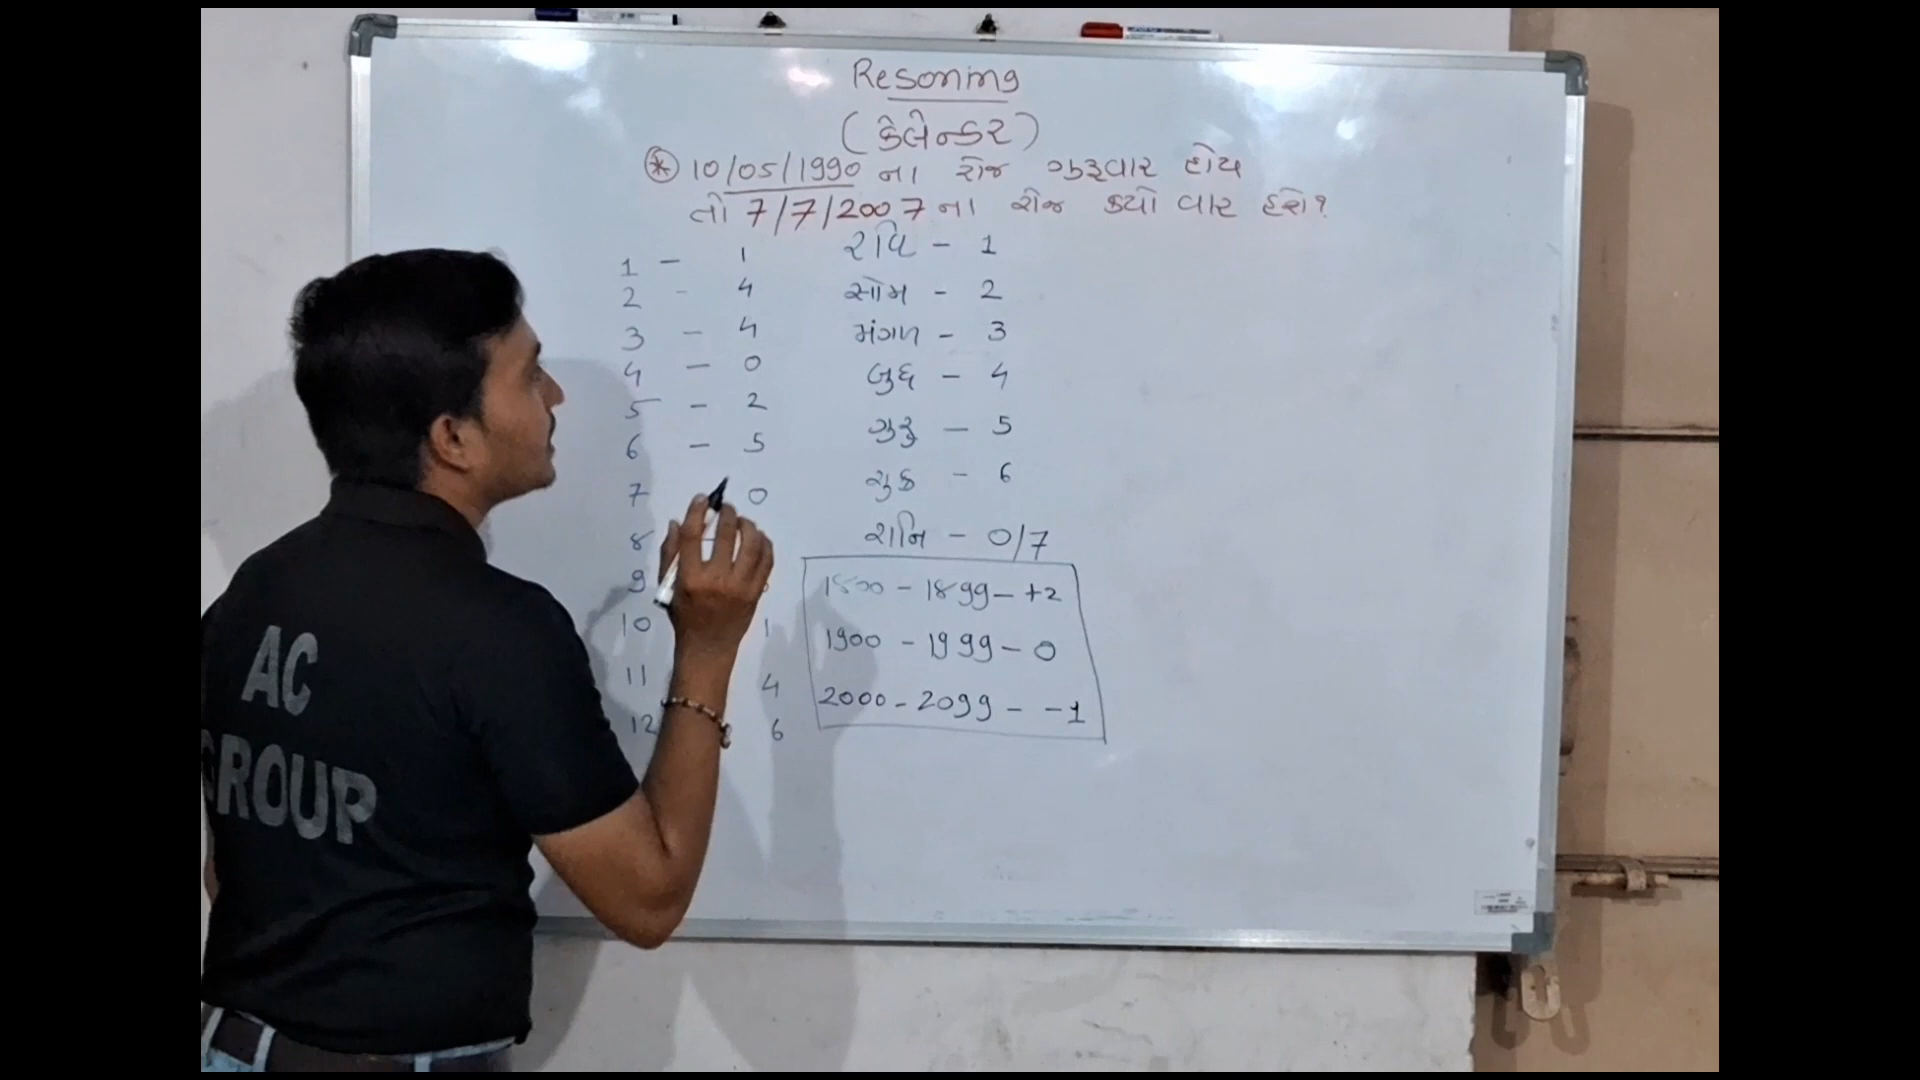 Resoning
(કેલેન્ડર)
* 10/05/1990 ના રોજ ગુરૂવાર હોય
તો 7/7/2007 ના રોજ કયો વાર હશે?
1 - 1
2 - 4
3 - 4
4 - 0
5 - 2
6 - 5
7 0
8
9
10 1
11 4
12 6
રવિ - 1
સોમ - 2
મંગળ - 3
બુધ - 4
ગુરુ - 5
શુક્ર - 6
શનિ - 0/7
1800 - 1899 - +2
1900 - 1999 - 0
2000 - 2099 - -1
AC
GROUP